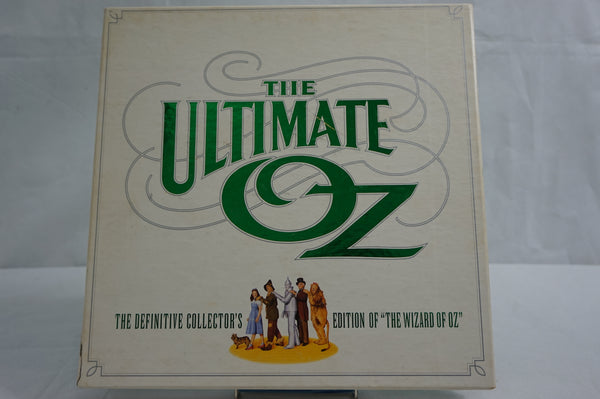 THE
ULTIMATE
OZ
THE DEFINITIVE COLLECTOR'S EDITION OF "THE WIZARD OF OZ"